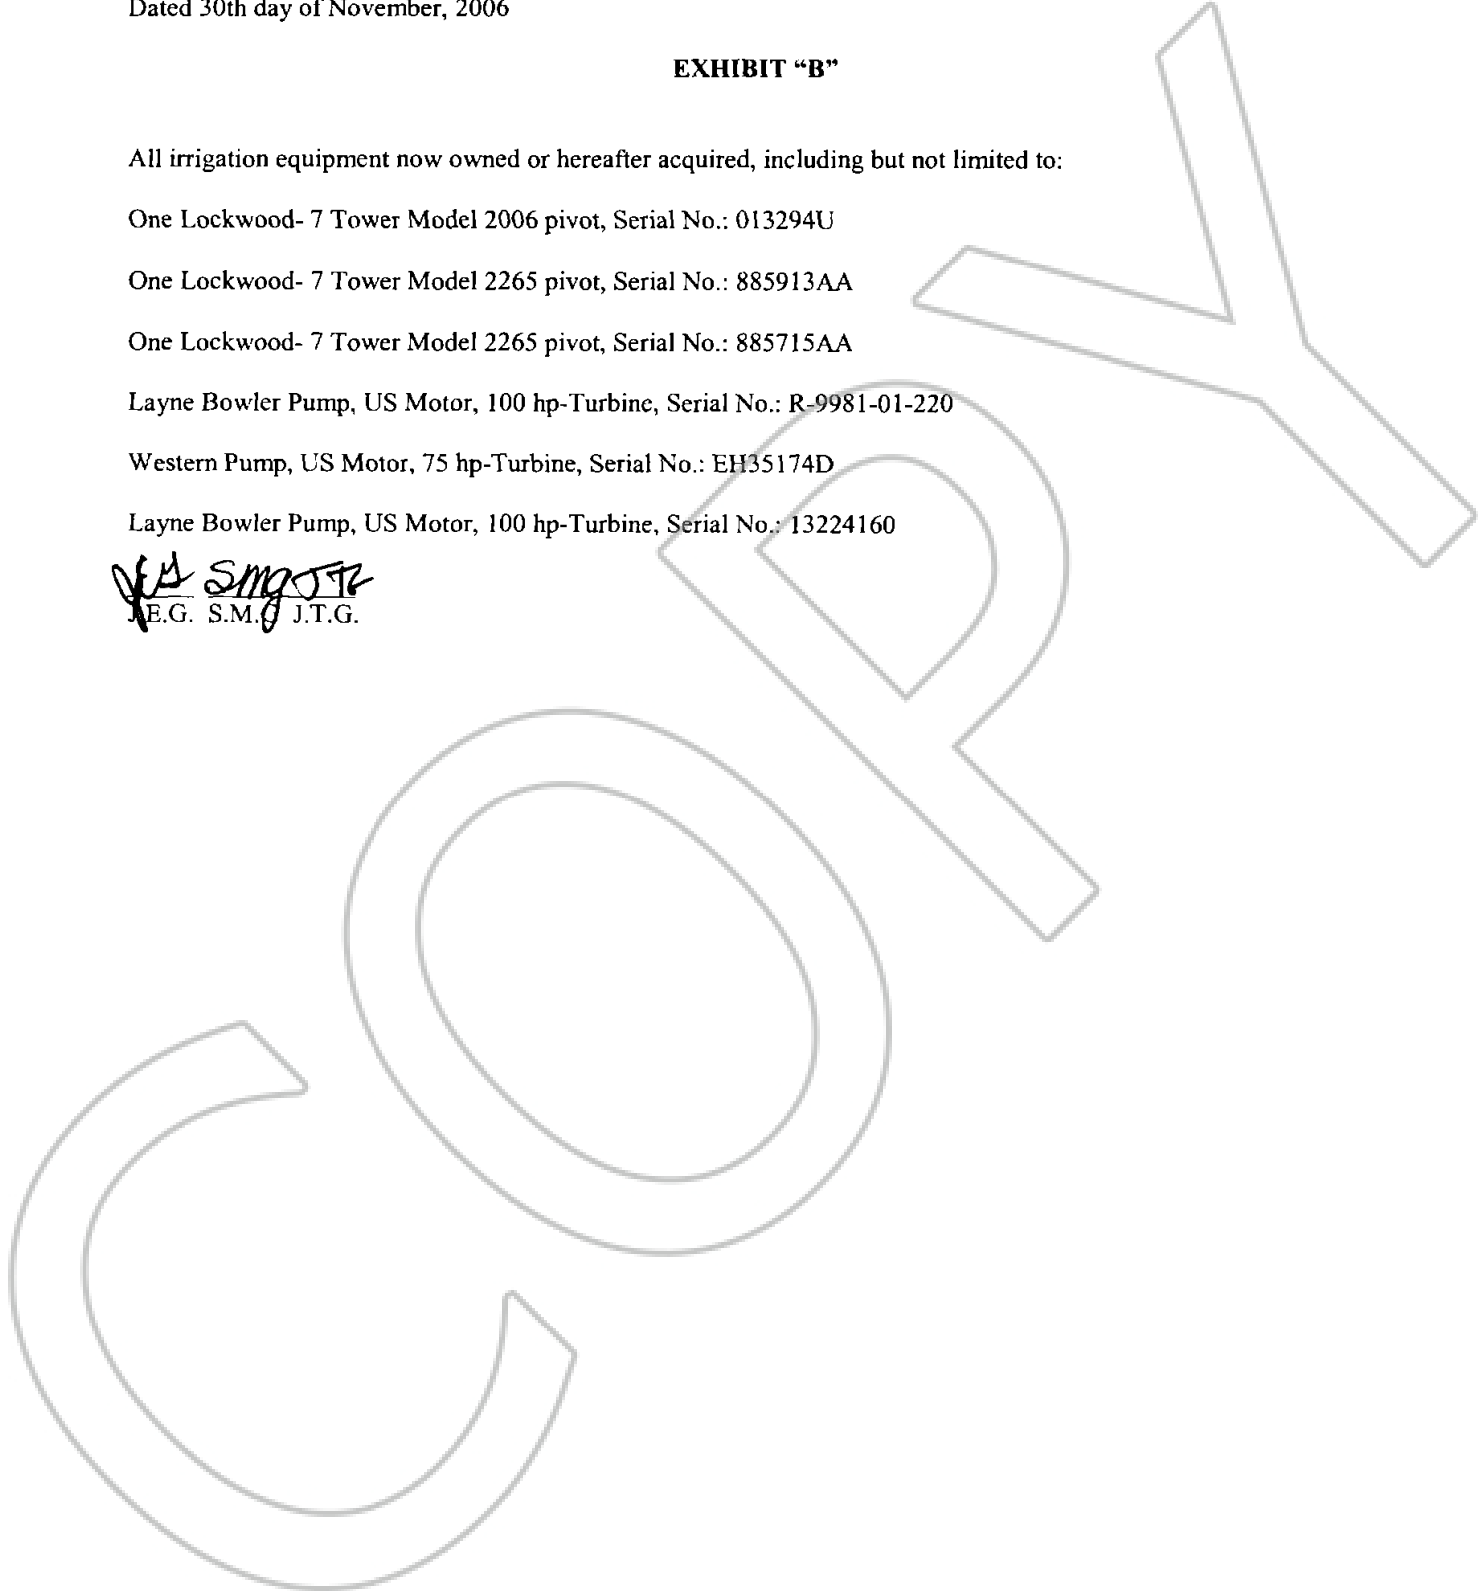 Dated 30th day of November, 2006
EXHIBIT “B”
All irrigation equipment now owned or hereafter acquired, including but not limited to:
One Lockwood- 7 Tower Model 2006 pivot, Serial No.: 013294U
One Lockwood- 7 Tower Model 2265 pivot, Serial No.: 885913AA
One Lockwood- 7 Tower Model 2265 pivot, Serial No.: 885715AA
Layne Bowler Pump, US Motor, 100 hp-Turbine, Serial No.: R-9981-01-220
Western Pump, US Motor, 75 hp-Turbine, Serial No.: EH35174D
Layne Bowler Pump, US Motor, 100 hp-Turbine, Serial No.: 13224160
SMG JTG
J.E.G. S.M.G J.T.G.
COPY